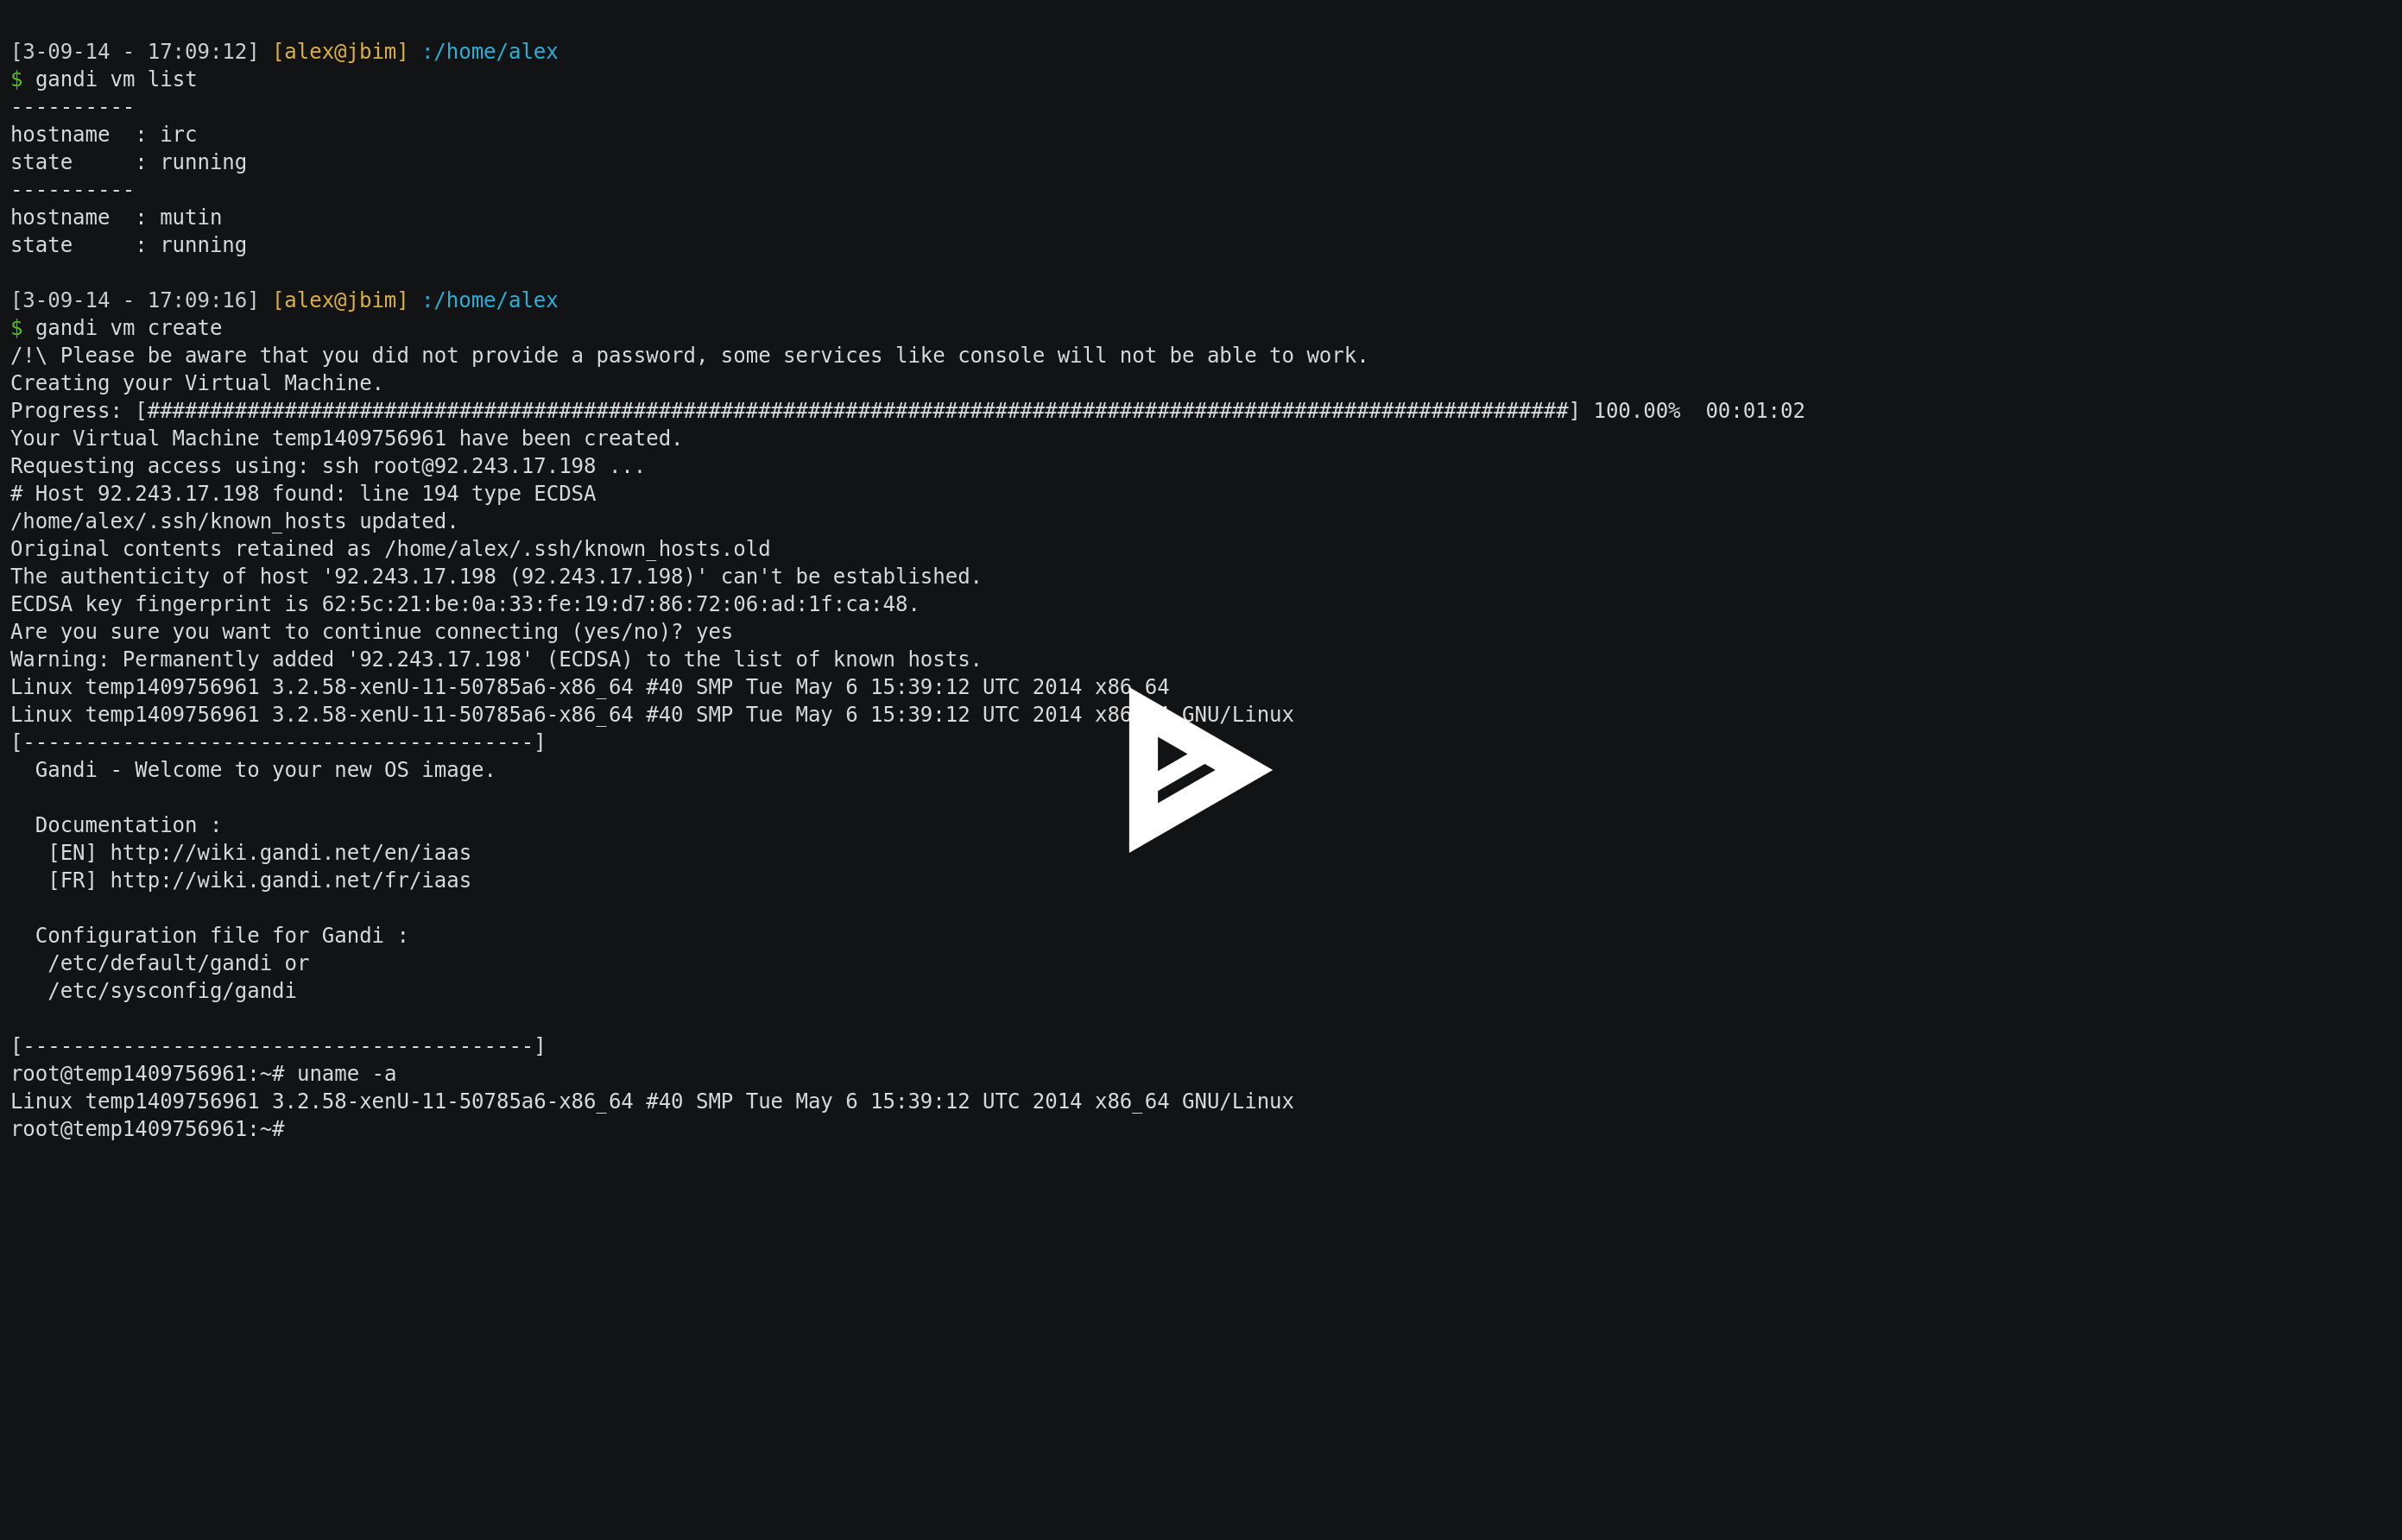 [3-09-14 - 17:09:12] [alex@jbim] :/home/alex
$ gandi vm list
----------
hostname  : irc
state     : running
----------
hostname  : mutin
state     : running

[3-09-14 - 17:09:16] [alex@jbim] :/home/alex
$ gandi vm create
/!\ Please be aware that you did not provide a password, some services like console will not be able to work.
Creating your Virtual Machine.
Progress: [##################################################################################################################] 100.00%  00:01:02
Your Virtual Machine temp1409756961 have been created.
Requesting access using: ssh root@92.243.17.198 ...
# Host 92.243.17.198 found: line 194 type ECDSA
/home/alex/.ssh/known_hosts updated.
Original contents retained as /home/alex/.ssh/known_hosts.old
The authenticity of host '92.243.17.198 (92.243.17.198)' can't be established.
ECDSA key fingerprint is 62:5c:21:be:0a:33:fe:19:d7:86:72:06:ad:1f:ca:48.
Are you sure you want to continue connecting (yes/no)? yes
Warning: Permanently added '92.243.17.198' (ECDSA) to the list of known hosts.
Linux temp1409756961 3.2.58-xenU-11-50785a6-x86_64 #40 SMP Tue May 6 15:39:12 UTC 2014 x86_64
Linux temp1409756961 3.2.58-xenU-11-50785a6-x86_64 #40 SMP Tue May 6 15:39:12 UTC 2014 GNU/Linux
[-----------------------------------------]
  Gandi - Welcome to your new OS image.

  Documentation :
   [EN] http://wiki.gandi.net/en/iaas
   [FR] http://wiki.gandi.net/fr/iaas

  Configuration file for Gandi :
   /etc/default/gandi or
   /etc/sysconfig/gandi

[-----------------------------------------]
root@temp1409756961:~# uname -a
Linux temp1409756961 3.2.58-xenU-11-50785a6-x86_64 #40 SMP Tue May 6 15:39:12 UTC 2014 x86_64 GNU/Linux
root@temp1409756961:~#